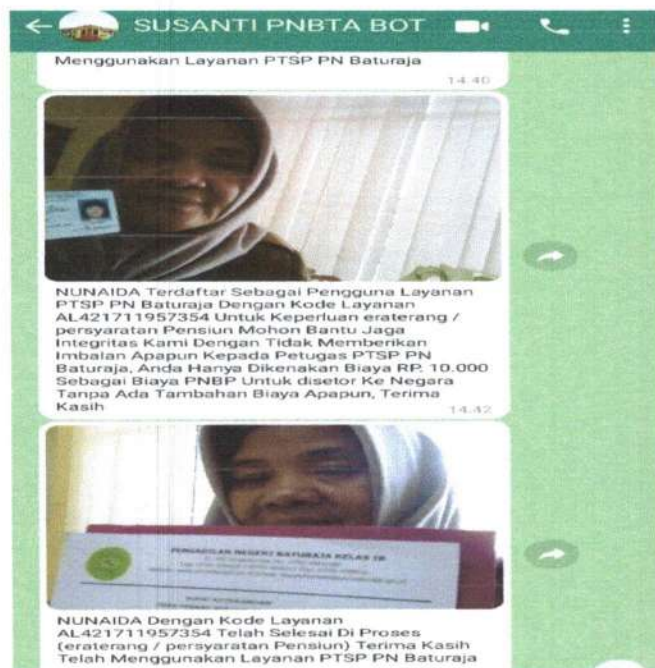 SUSANTI PNBTA BOT
Menggunakan Layanan PTSP PN Baturaja
14.40
NUNAIDA Terdaftar Sebagai Pengguna Layanan
PTSP PN Baturaja Dengan Kode Layanan
AL421711957354 Untuk Keperluan eraterang /
persyaratan Pensiun Mohon Bantu Jaga
Integritas Kami Dengan Tidak Memberikan
Imbalan Apapun Kepada Petugas PTSP PN
Baturaja, Anda Hanya Dikenakan Biaya RP. 10.000
Sebagai Biaya PNBP Untuk disetor Ke Negara
Tanpa Ada Tambahan Biaya Apapun, Terima
Kasih
14.42
PENGADILAN NEGERI BATURAJA KELAS IB
NUNAIDA Dengan Kode Layanan
AL421711957354 Telah Selesai Di Proses
(eraterang / persyaratan Pensiun) Terima Kasih
Telah Menggunakan Layanan PTSP PN Baturaja